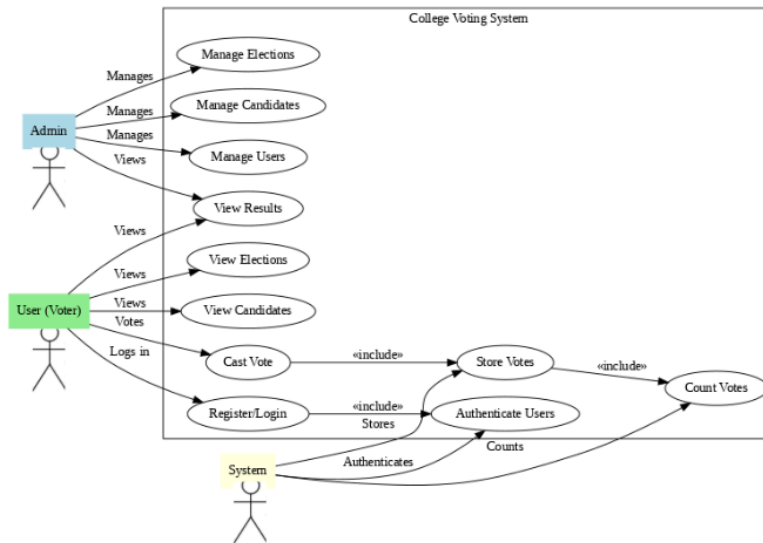 College Voting System
Manage Elections
Manages
Manage Candidates
Manages
Admin
Manages
Manage Users
Views
View Results
Views
View Elections
Views
User (Voter)
Views
View Candidates
Votes
Logs in
Cast Vote
«include»
Store Votes
«include»
Count Votes
Register/Login
«include»
Authenticate Users
Stores
Counts
System
Authenticates